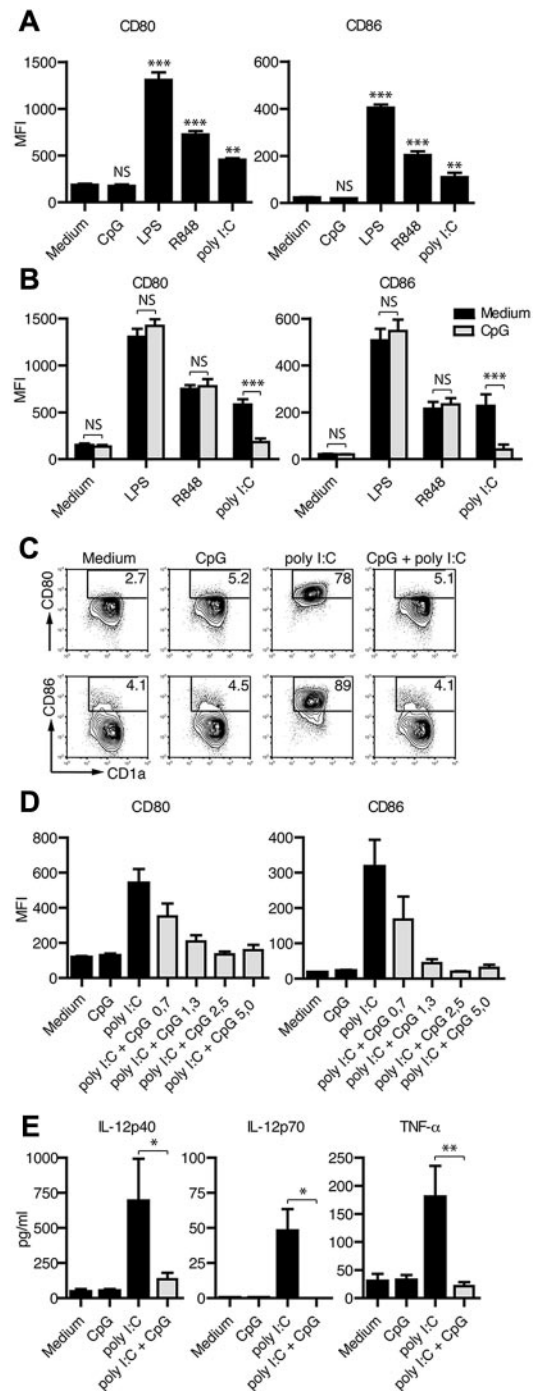 A
CD80
CD86
MFI
1500
1000
500
0
***
***
**
NS
600
400
200
0
***
***
**
NS
Medium
CpG
LPS
R848
poly I:C
Medium
CpG
LPS
R848
poly I:C
B
CD80
CD86
MFI
1500
1000
500
0
NS
NS
NS
***
600
400
200
0
NS
NS
NS
***
Medium
CpG
Medium
LPS
R848
poly I:C
Medium
LPS
R848
poly I:C
C
Medium CpG poly I:C CpG + poly I:C
CD80
2.7 5.2 78 5.1
CD86
4.1 4.5 89 4.1
CD1a
D
CD80
CD86
MFI
800
600
400
200
0
400
300
200
100
0
Medium
CpG
poly I:C
poly I:C + CpG 0,7
poly I:C + CpG 1,3
poly I:C + CpG 2,5
poly I:C + CpG 5,0
Medium
CpG
poly I:C
poly I:C + CpG 0,7
poly I:C + CpG 1,3
poly I:C + CpG 2,5
poly I:C + CpG 5,0
E
IL-12p40
IL-12p70
TNF-α
pg/ml
1000
750
500
250
0
*
100
75
50
25
0
*
250
200
150
100
50
0
**
Medium
CpG
poly I:C
poly I:C + CpG
Medium
CpG
poly I:C
poly I:C + CpG
Medium
CpG
poly I:C
poly I:C + CpG